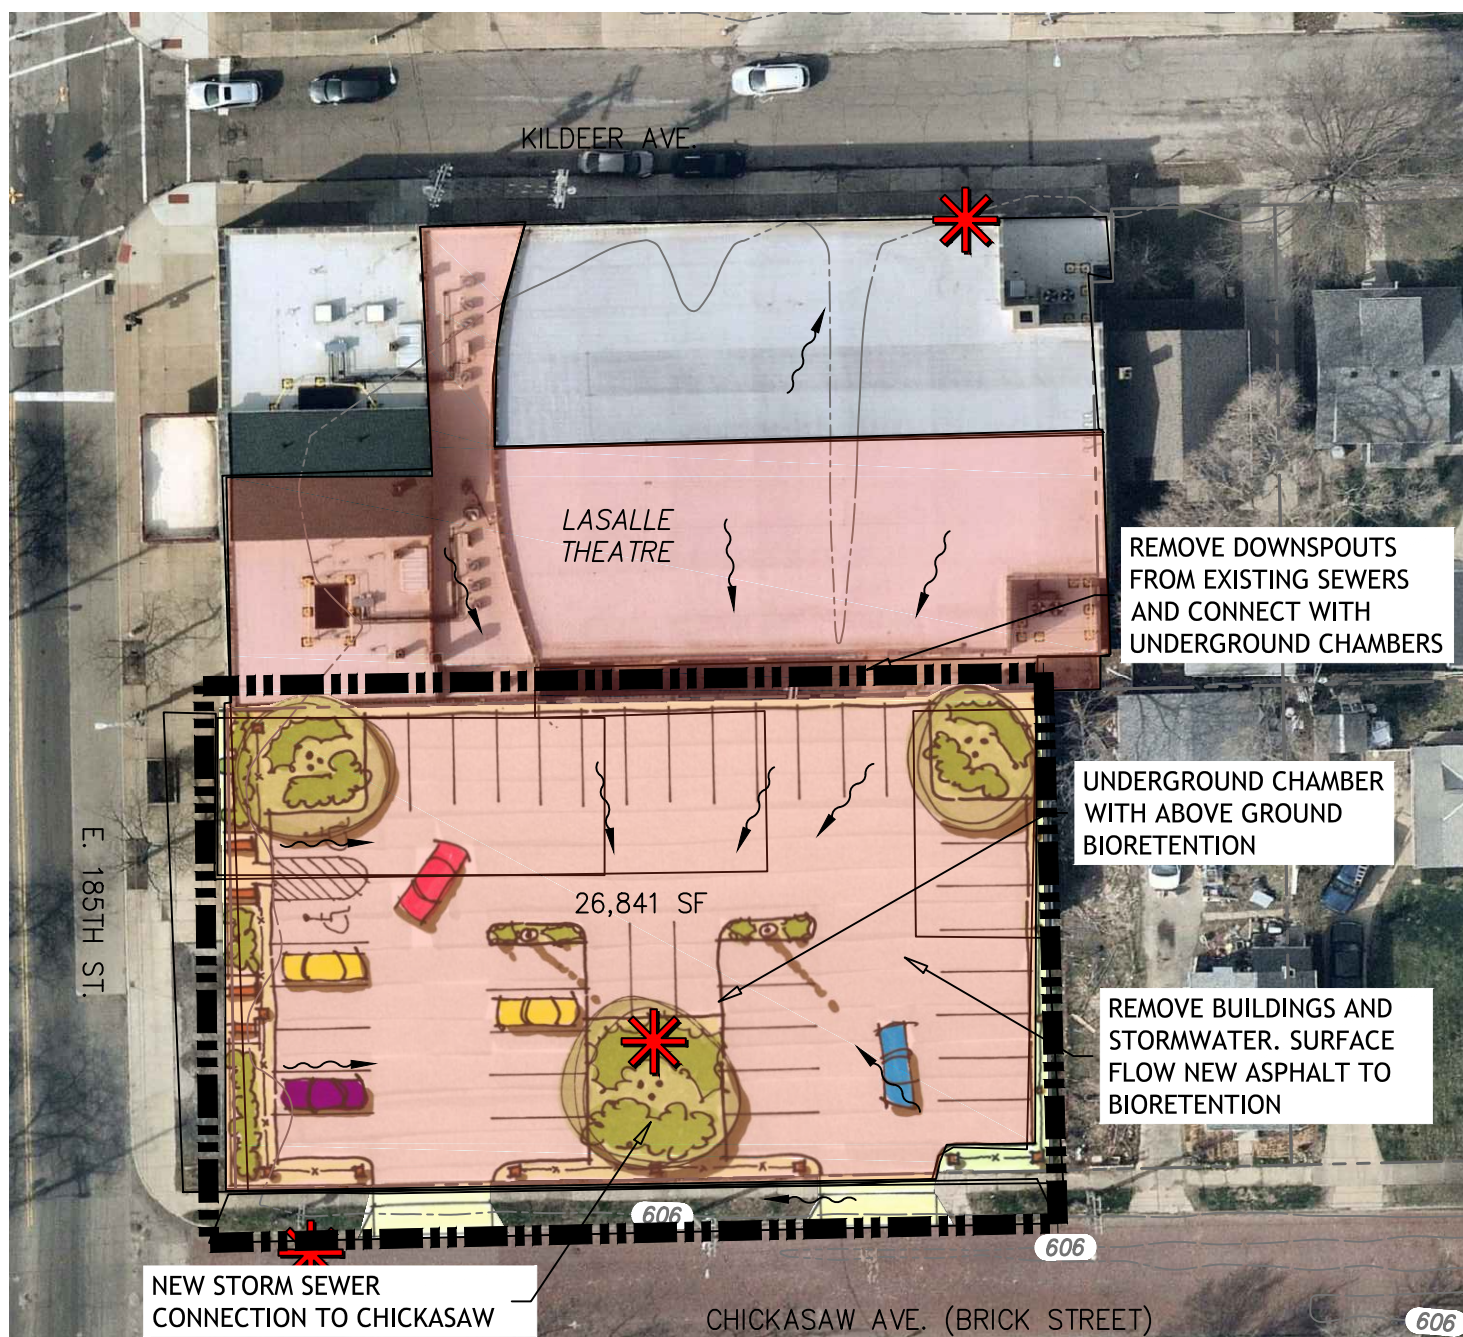 KILDEER AVE.
LASALLE
THEATRE
REMOVE DOWNSPOUTS
FROM EXISTING SEWERS
AND CONNECT WITH
UNDERGROUND CHAMBERS
UNDERGROUND CHAMBER
WITH ABOVE GROUND
BIORETENTION
E. 185TH ST.
26,841 SF
REMOVE BUILDINGS AND
STORMWATER. SURFACE
FLOW NEW ASPHALT TO
BIORETENTION
606
606
NEW STORM SEWER
CONNECTION TO CHICKASAW
CHICKASAW AVE. (BRICK STREET)
606